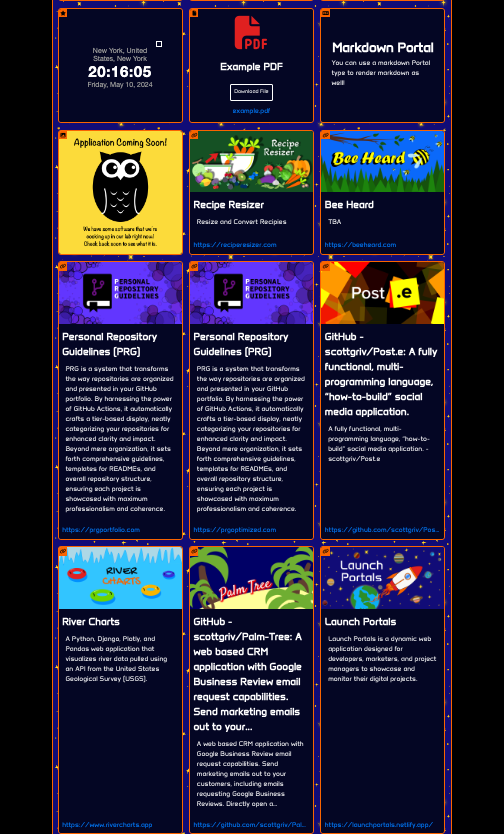 New York, United
States, New York
20:16:05
Friday, May 10, 2024
PDF
Example PDF
Download File
example.pdf
Markdown Portal
You can use a markdown Portal
type to render markdown as
well!
Application Coming Soon!
We have some software that we're
cooking up in our lab right now!
Check back soon to see what it is.
Recipe
Resizer
Recipe Resizer
Resize and Convert Recipies
https://reciperesizer.com
Bee Heard
Bee Heard
TBA
https://beeheard.com
PERSONAL
REPOSITORY
GUIDELINES
Personal Repository
Guidelines (PRG)
PRG is a system that transforms
the way repositories are organized
and presented in your GitHub
portfolio. By harnessing the power
of GitHub Actions, it automatically
crafts a tier-based display, neatly
categorizing your repositories for
enhanced clarity and impact.
Beyond mere organization, it sets
forth comprehensive guidelines,
templates for READMEs, and
overall repository structure,
ensuring each project is
showcased with maximum
professionalism and coherence.
https://prgportfolio.com
PERSONAL
REPOSITORY
GUIDELINES
Personal Repository
Guidelines (PRG)
PRG is a system that transforms
the way repositories are organized
and presented in your GitHub
portfolio. By harnessing the power
of GitHub Actions, it automatically
crafts a tier-based display, neatly
categorizing your repositories for
enhanced clarity and impact.
Beyond mere organization, it sets
forth comprehensive guidelines,
templates for READMEs, and
overall repository structure,
ensuring each project is
showcased with maximum
professionalism and coherence.
https://prgoptimized.com
Post .e
GitHub -
scottgriv/Post.e: A fully
functional, multi-
programming language,
"how-to-build" social
media application.
A fully functional, multi-
programming language, "how-to-
build" social media application. -
scottgriv/Post.e
https://github.com/scottgriv/Pos...
RIVER
CHARTS
River Charts
A Python, Django, Plotly, and
Pandas web application that
visualizes river data pulled using
an API from the United States
Geological Survey (USGS).
https://www.rivercharts.app
Palm Tree
GitHub -
scottgriv/Palm-Tree: A
web based CRM
application with Google
Business Review email
request capabilities.
Send marketing emails
out to your...
A web based CRM application with
Google Business Review email
request capabilities. Send
marketing emails out to your
customers, including emails
requesting Google Business
Reviews. Directly open a...
https://github.com/scottgriv/Pal...
Launch
Portals
Launch Portals
Launch Portals is a dynamic web
application designed for
developers, marketers, and project
managers to showcase and
monitor their digital projects.
https://launchportals.netlify.app/